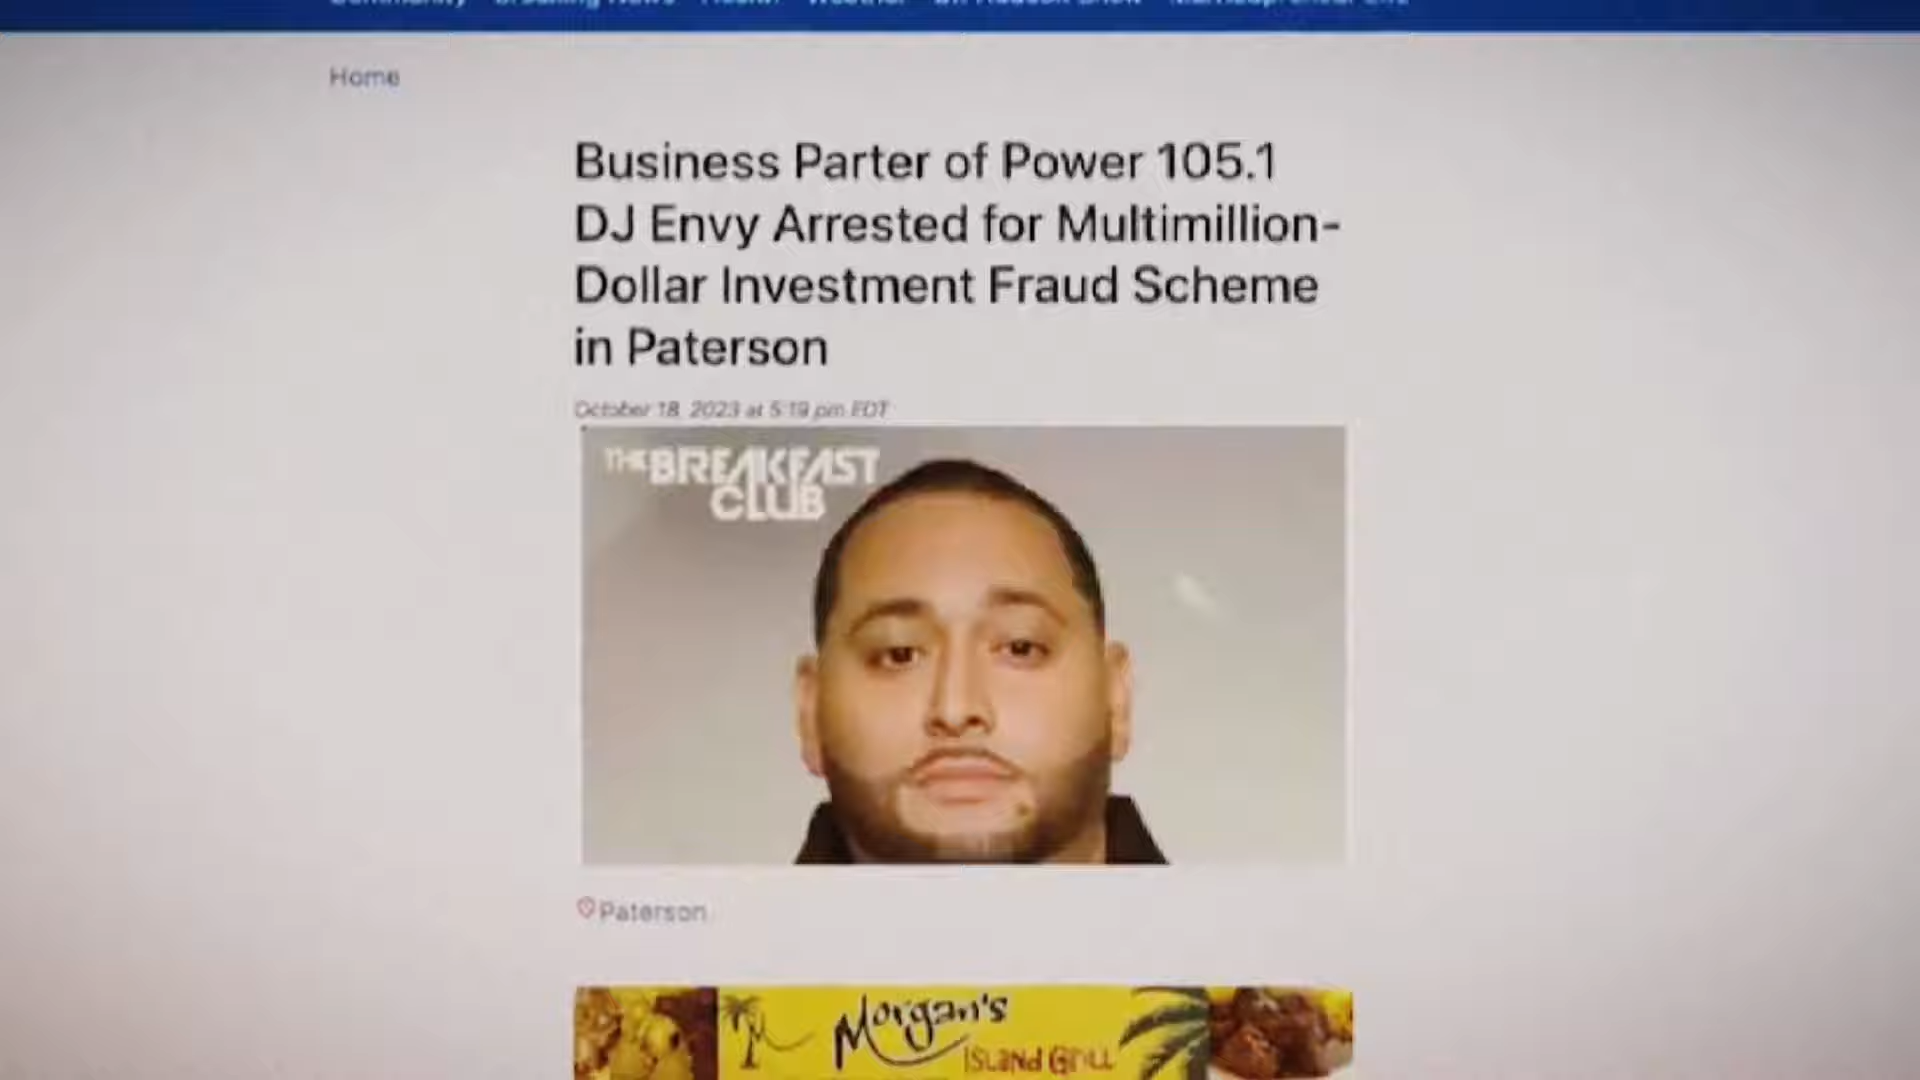 Home
Business Parter of Power 105.1
DJ Envy Arrested for Multimillion-
Dollar Investment Fraud Scheme
in Paterson
October 18, 2023 at 5:19 pm EDT
THE BREAKFAST
CLUB
Paterson
Morgan's
ISLAND GRILL